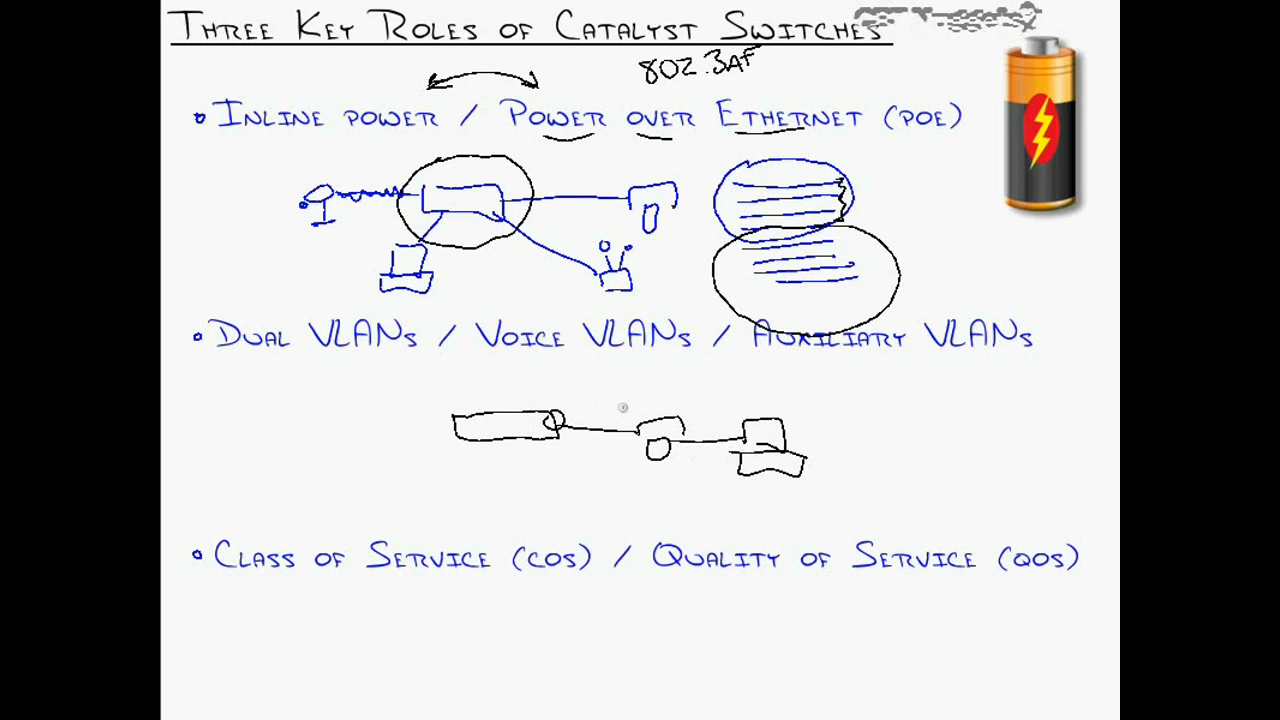 Three Key Roles of Catalyst Switches
802.3AF
• Inline power / Power over Ethernet (POE)
• Dual VLANs / Voice VLANs / Auxiliary VLANs
• Class of Service (COS) / Quality of Service (QOS)